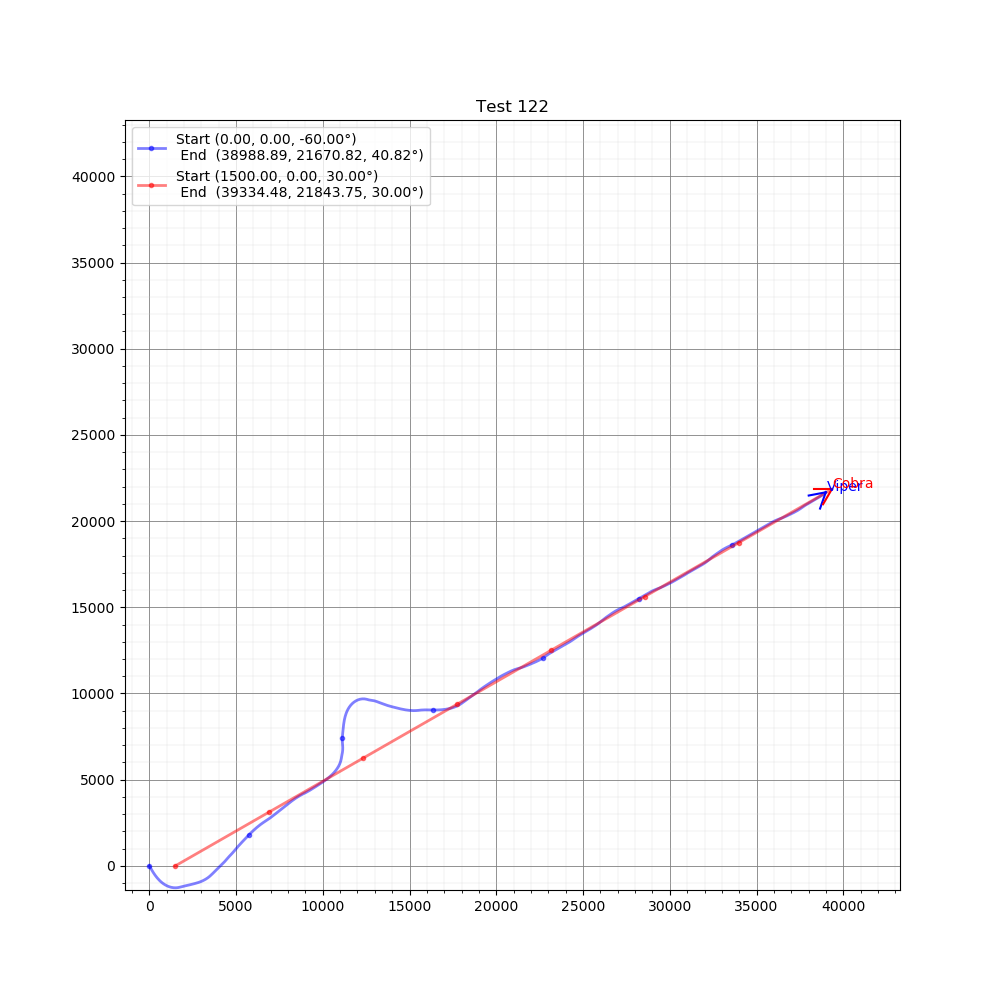 Test 122
Start (0.00, 0.00, -60.00°)
End (38988.89, 21670.82, 40.82°)
Start (1500.00, 0.00, 30.00°)
End (39334.48, 21843.75, 30.00°)
40000
35000
30000
25000
20000
15000
10000
5000
0
Cobra
Viper
0 5000 10000 15000 20000 25000 30000 35000 40000